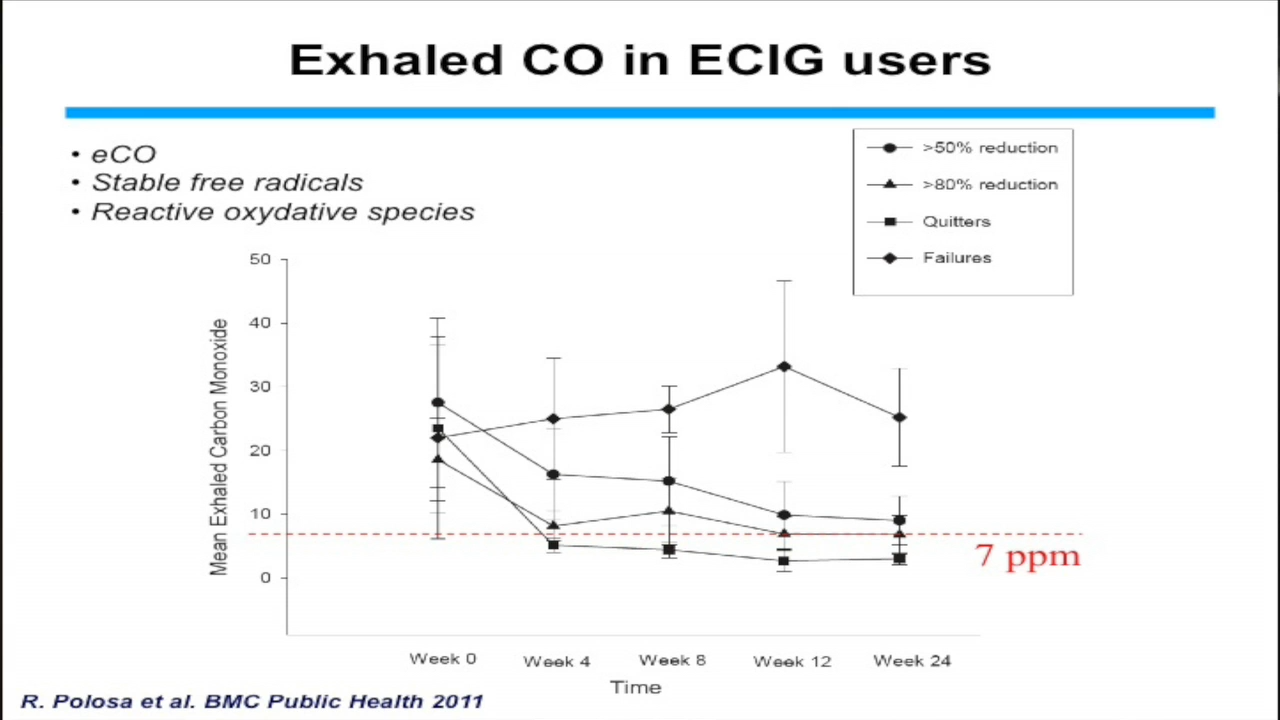 Exhaled CO in ECIG users
• eCO
• Stable free radicals
• Reactive oxydative species
>50% reduction
>80% reduction
Quitters
Failures
50
40
30
20
10
0
Mean Exhaled Carbon Monoxide
7 ppm
Week 0
Week 4
Week 8
Week 12
Week 24
Time
R. Polosa et al. BMC Public Health 2011